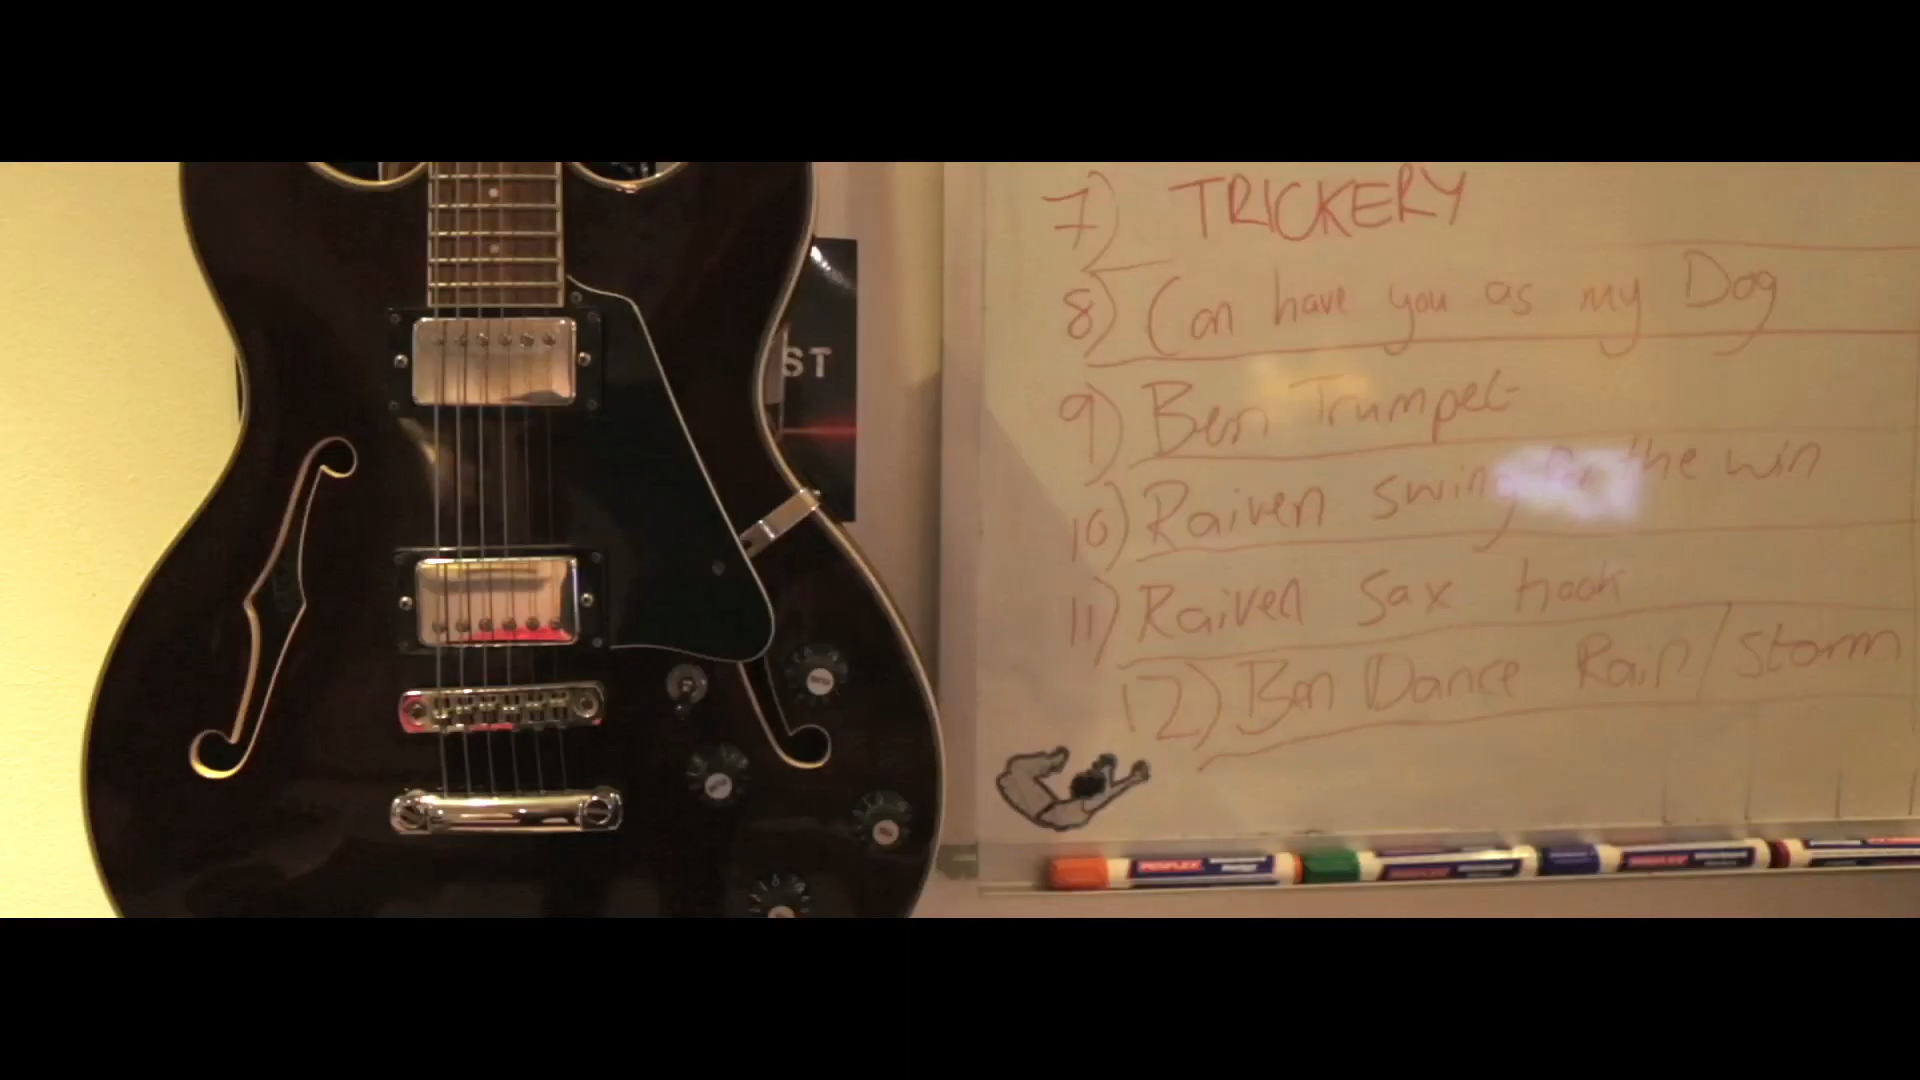 7) TRICKERY
8) Can have you as my Dog
9) Ben Trumpet
10) Raiven swing for the win
11) Raiven Sax hook
12) Ben Dance Rain/Storm
ST